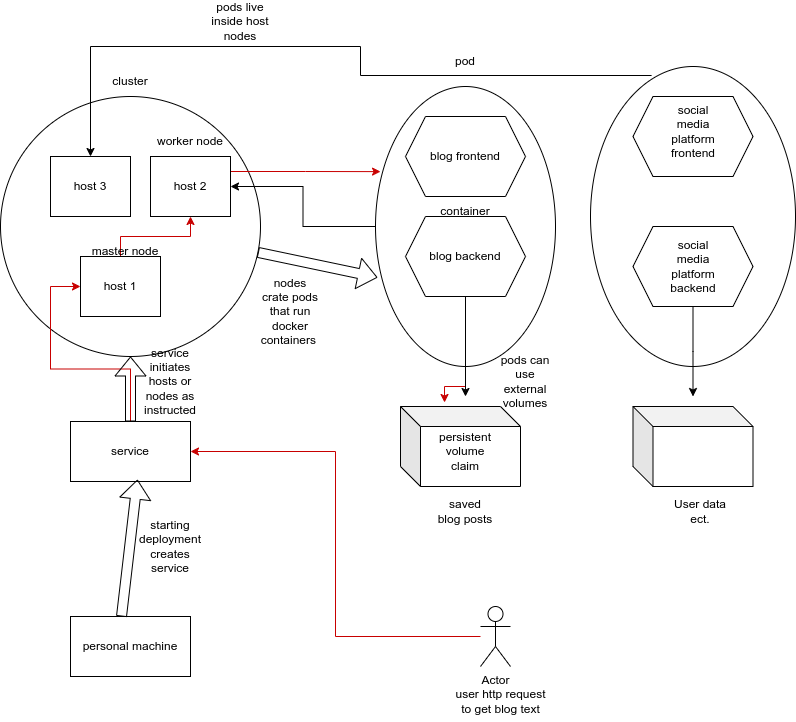 pods live
inside host
nodes
pod
cluster
social
media
platform
frontend
worker node
blog frontend
host 3
host 2
container
master node
blog backend
social
media
platform
backend
host 1
nodes
crate pods
that run
docker
containers
service
initiates
hosts or
nodes as
instructed
pods can
use
external
volumes
service
persistent
volume
claim
saved
blog posts
User data
ect.
starting
deployment
creates
service
personal machine
Actor
user http request
to get blog text